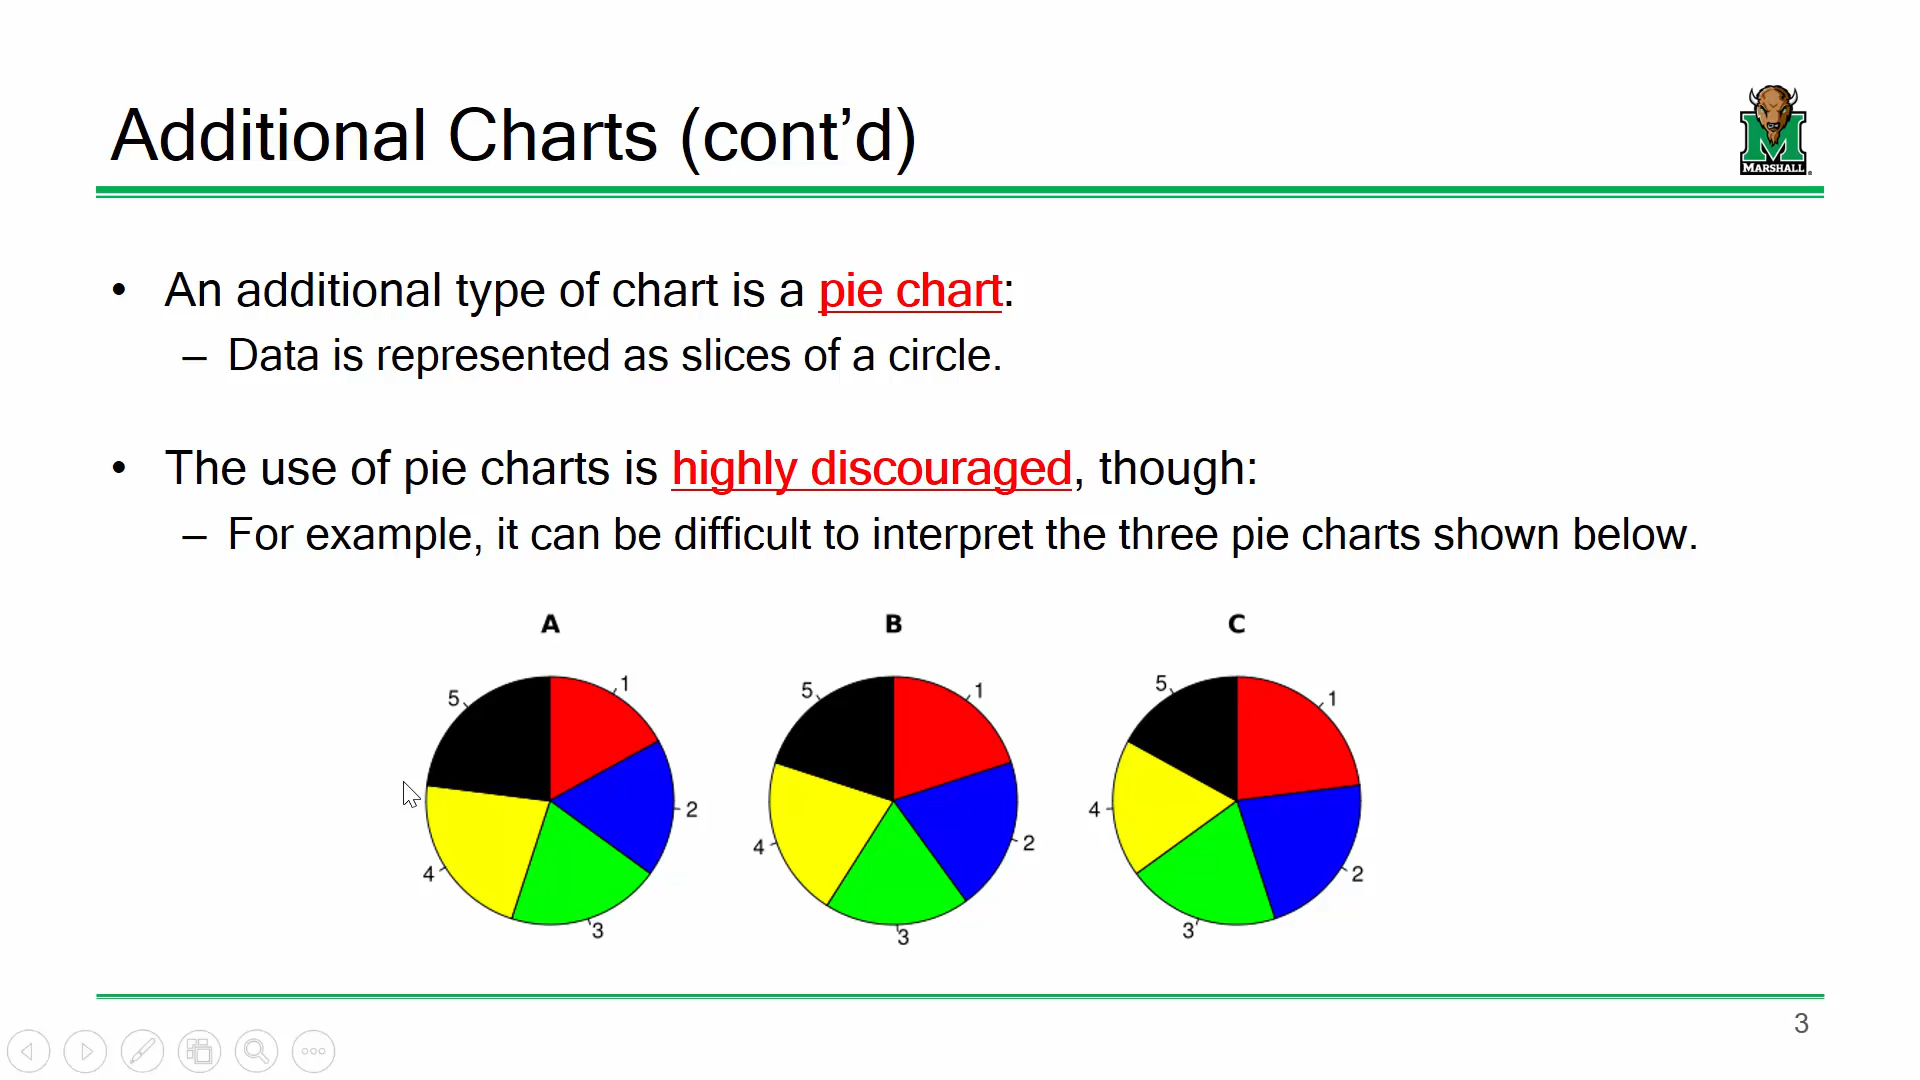 Additional Charts (cont’d)
MARSHALL
• An additional type of chart is a pie chart:
– Data is represented as slices of a circle.
• The use of pie charts is highly discouraged, though:
– For example, it can be difficult to interpret the three pie charts shown below.
A B C
5 1 5 1 5 1
4 2 4 2 4 2
3 3 3
3